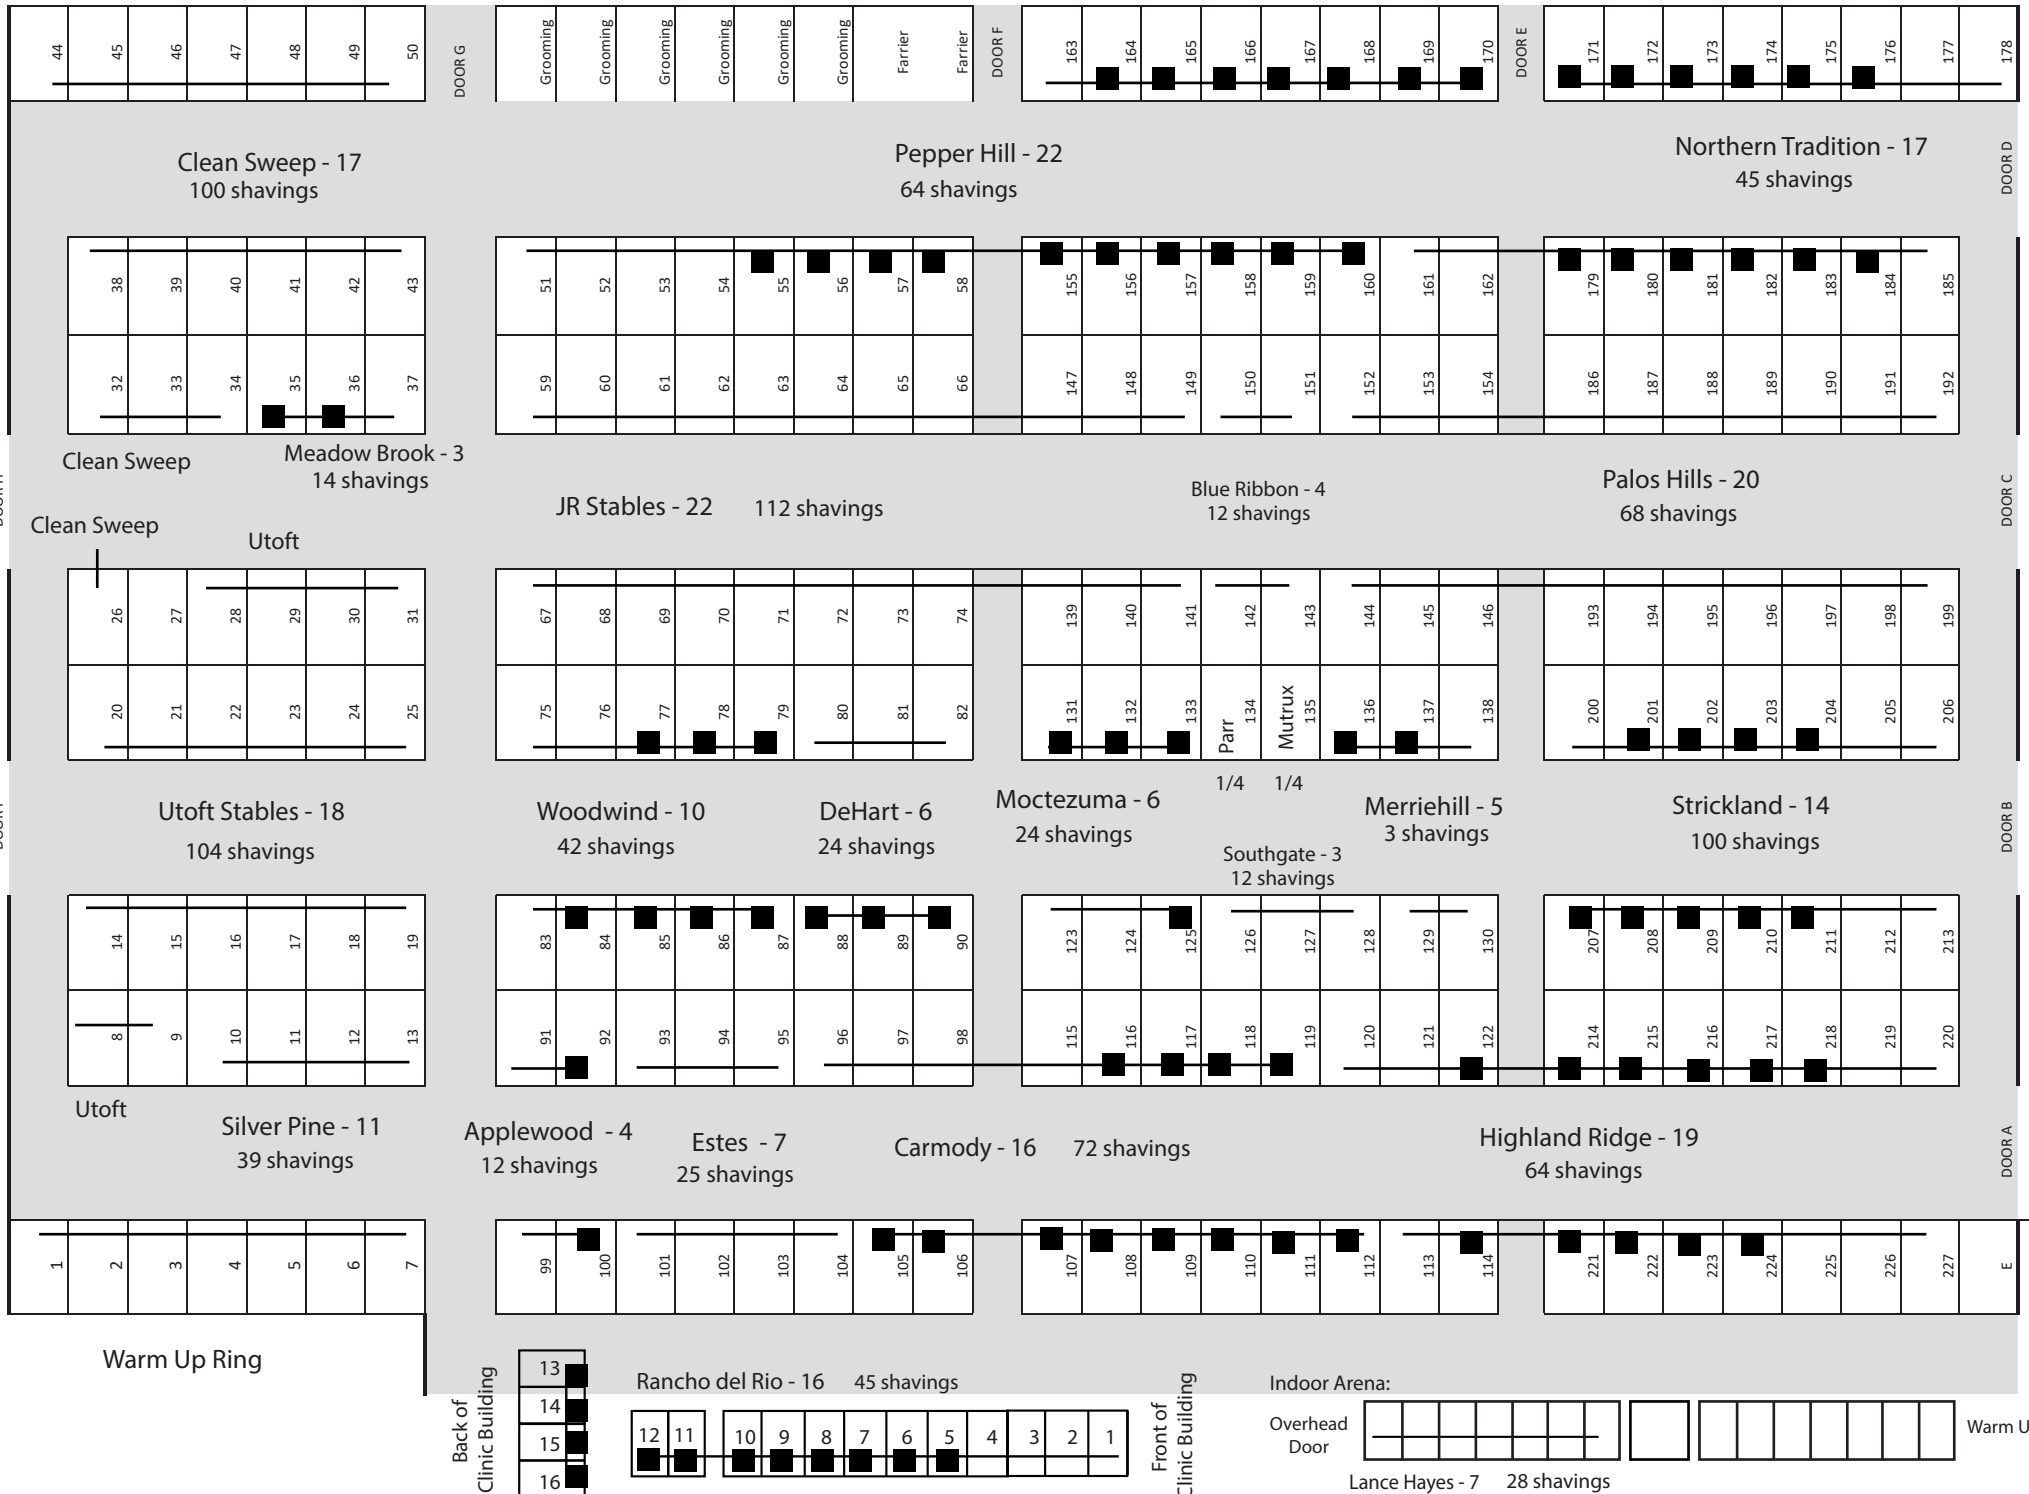 44 45 46 47 48 49 50 DOOR G Grooming Grooming Grooming Grooming Grooming Grooming Farrier Farrier DOOR F 163 164 165 166 167 168 169 170 DOOR E 171 172 173 174 175 176 177 178
Clean Sweep - 17
100 shavings
Pepper Hill - 22
64 shavings
Northern Tradition - 17
45 shavings
DOOR D
38 39 40 41 42 43 51 52 53 54 55 56 57 58 155 156 157 158 159 160 161 162 179 180 181 182 183 184 185
32 33 34 35 36 37 59 60 61 62 63 64 65 66 147 148 149 150 151 152 153 154 186 187 188 189 190 191 192
Clean Sweep
Meadow Brook - 3
14 shavings
JR Stables - 22 112 shavings
Blue Ribbon - 4
12 shavings
Palos Hills - 20
68 shavings
DOOR C
Clean Sweep
Utoft
26 27 28 29 30 31 67 68 69 70 71 72 73 74 139 140 141 142 143 144 145 146 193 194 195 196 197 198 199
20 21 22 23 24 25 75 76 77 78 79 80 81 82 131 132 133 Parr 134 Mutrux 135 136 137 138 200 201 202 203 204 205 206
1/4 1/4
Utoft Stables - 18
104 shavings
Woodwind - 10
42 shavings
DeHart - 6
24 shavings
Moctezuma - 6
24 shavings
Merriehill - 5
3 shavings
Strickland - 14
100 shavings
DOOR B
Southgate - 3
12 shavings
14 15 16 17 18 19 83 84 85 86 87 88 89 90 123 124 125 126 127 128 129 130 207 208 209 210 211 212 213
8 9 10 11 12 13 91 92 93 94 95 96 97 98 115 116 117 118 119 120 121 122 214 215 216 217 218 219 220
Utoft
Silver Pine - 11
39 shavings
Applewood - 4
12 shavings
Estes - 7
25 shavings
Carmody - 16 72 shavings
Highland Ridge - 19
64 shavings
DOOR A
1 2 3 4 5 6 7 99 100 101 102 103 104 105 106 107 108 109 110 111 112 113 114 221 222 223 224 225 226 227 E
Warm Up Ring
Back of
Clinic Building
13
14
15
16
Rancho del Rio - 16 45 shavings
12 11 10 9 8 7 6 5 4 3 2 1
Front of
Clinic Building
Indoor Arena:
Overhead
Door
Warm U
Lance Hayes - 7 28 shavings